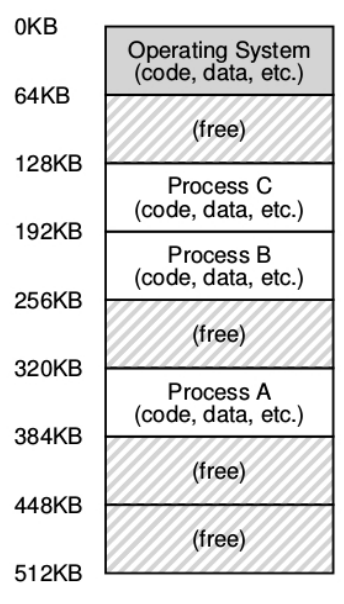 0KB
Operating System
(code, data, etc.)
64KB
(free)
128KB
Process C
(code, data, etc.)
192KB
Process B
(code, data, etc.)
256KB
(free)
320KB
Process A
(code, data, etc.)
384KB
(free)
448KB
(free)
512KB